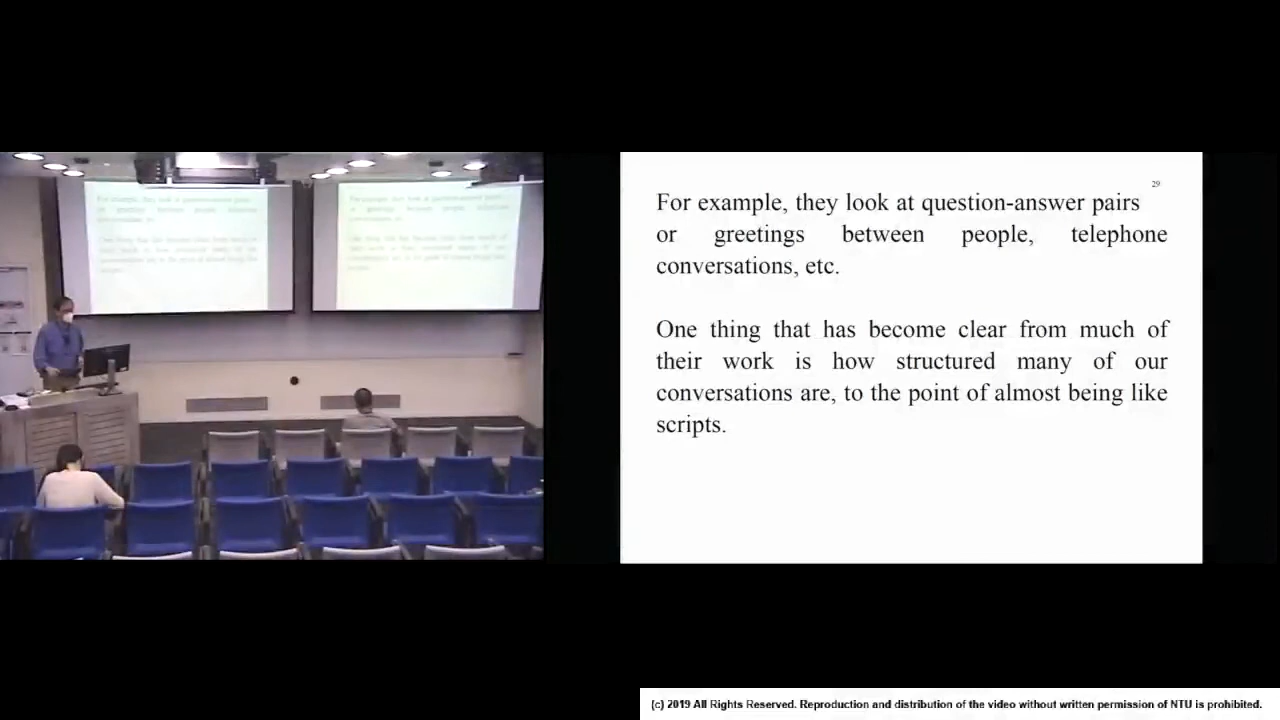 29
For example, they look at question-answer pairs
or greetings between people, telephone
conversations, etc.
One thing that has become clear from much of
their work is how structured many of our
conversations are, to the point of almost being like
scripts.
(c) 2019 All Rights Reserved. Reproduction and distribution of the video without written permission of NTU is prohibited.